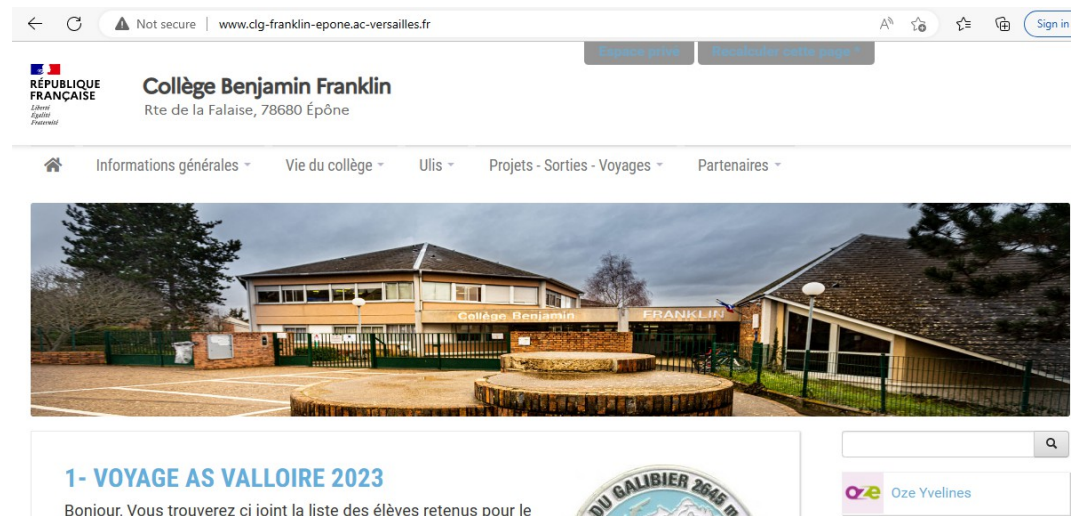 Not secure | www.clg-franklin-epone.ac-versailles.fr
Sign in
Espace privé
Recalculer cette page *
RÉPUBLIQUE
FRANÇAISE
Liberté
Égalité
Fraternité
Collège Benjamin Franklin
Rte de la Falaise, 78680 Épône
Informations générales
Vie du collège
Ulis
Projets - Sorties - Voyages
Partenaires
Collège Benjamin FRANKLIN
1- VOYAGE AS VALLOIRE 2023
Bonjour. Vous trouverez ci joint la liste des élèves retenus pour le
DU GALIBIER 2645 m
oze
Oze Yvelines